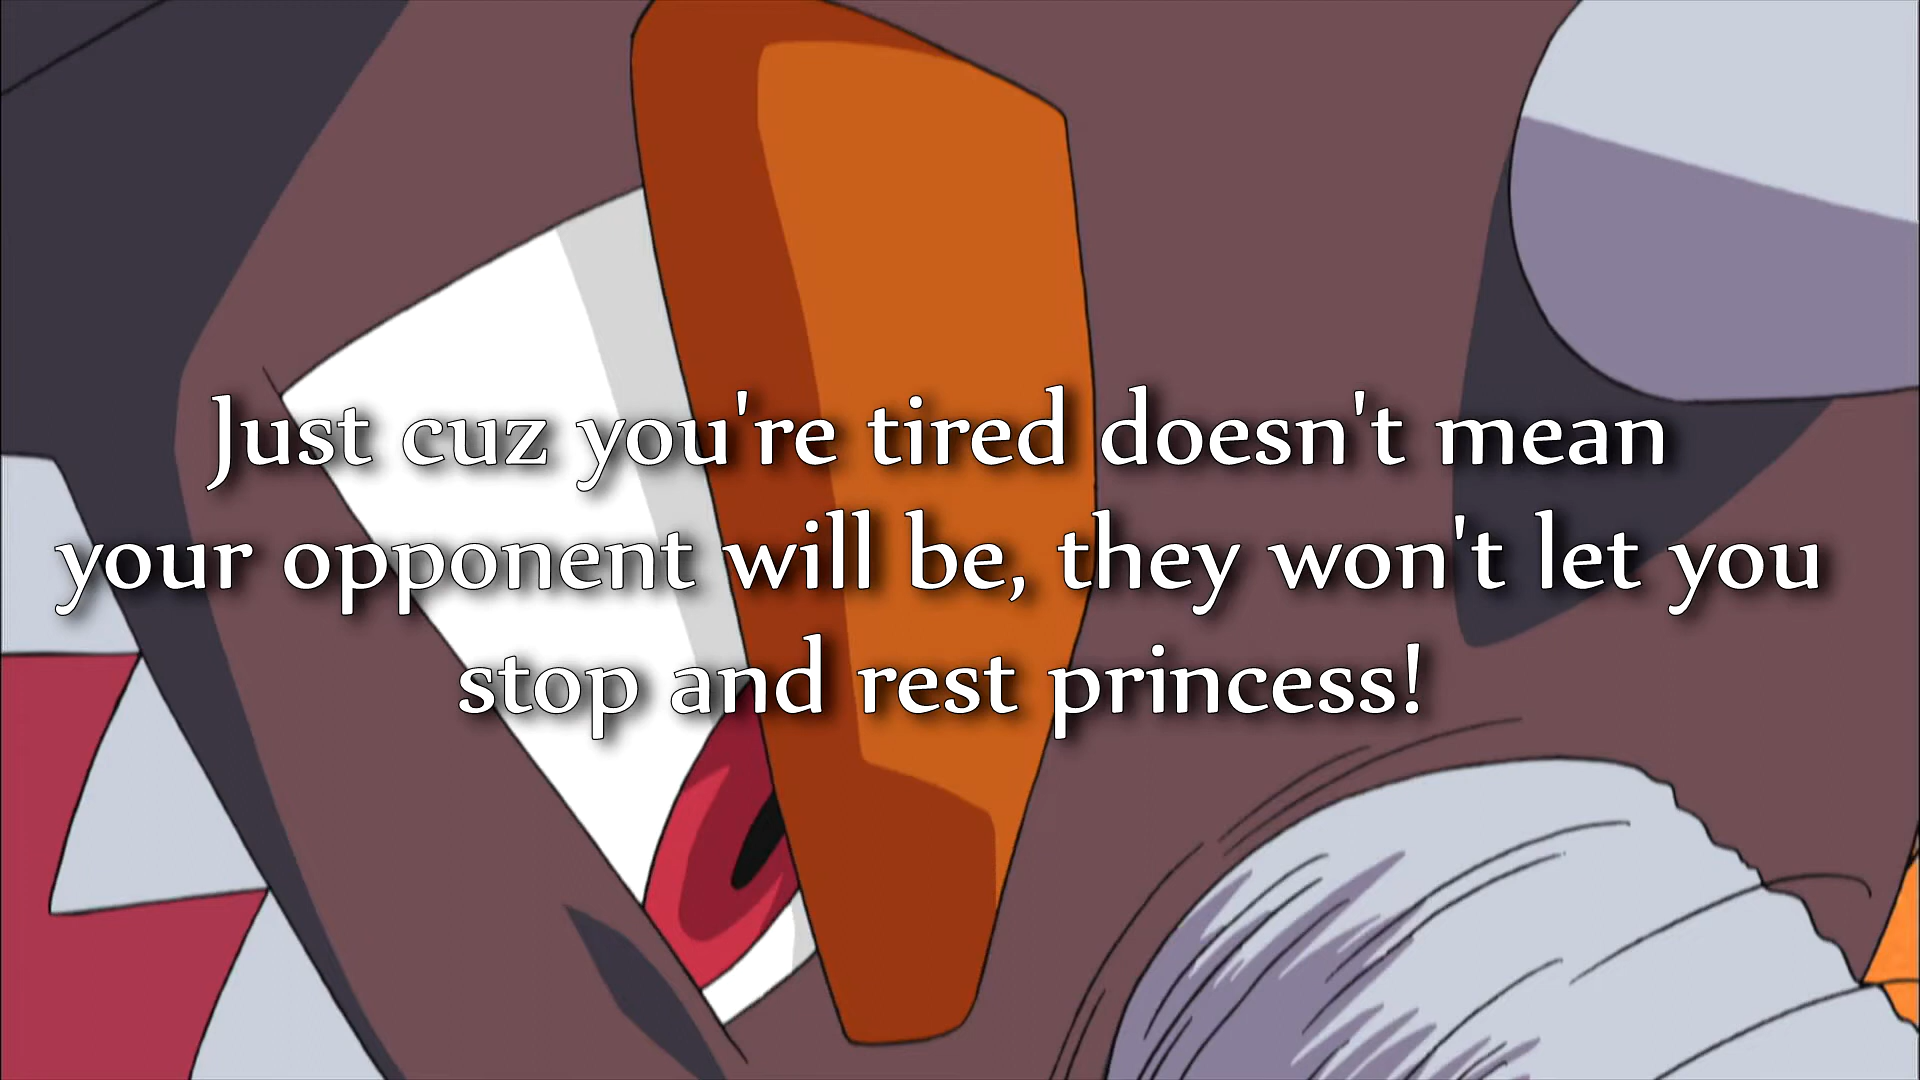 Just cuz you're tired doesn't mean
your opponent will be, they won't let you
stop and rest princess!